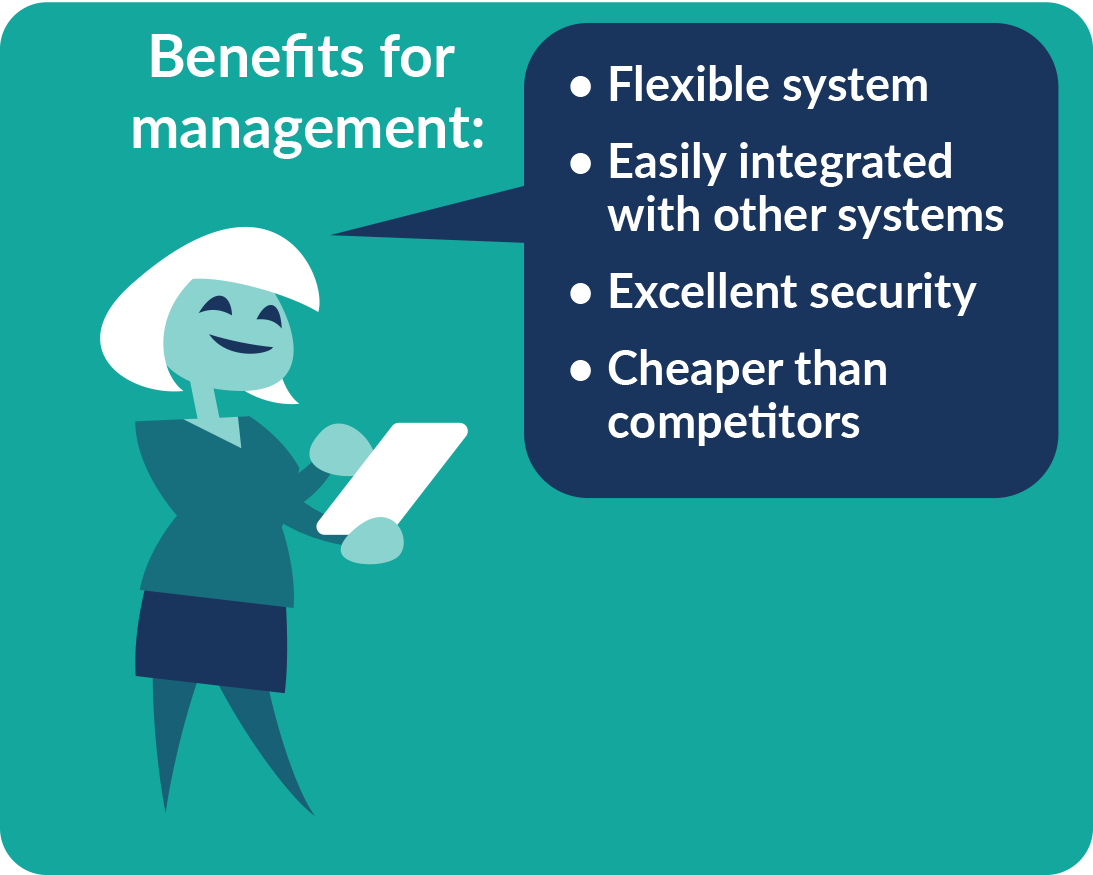 Benefits for
management:
• Flexible system
• Easily integrated
with other systems
• Excellent security
• Cheaper than
competitors